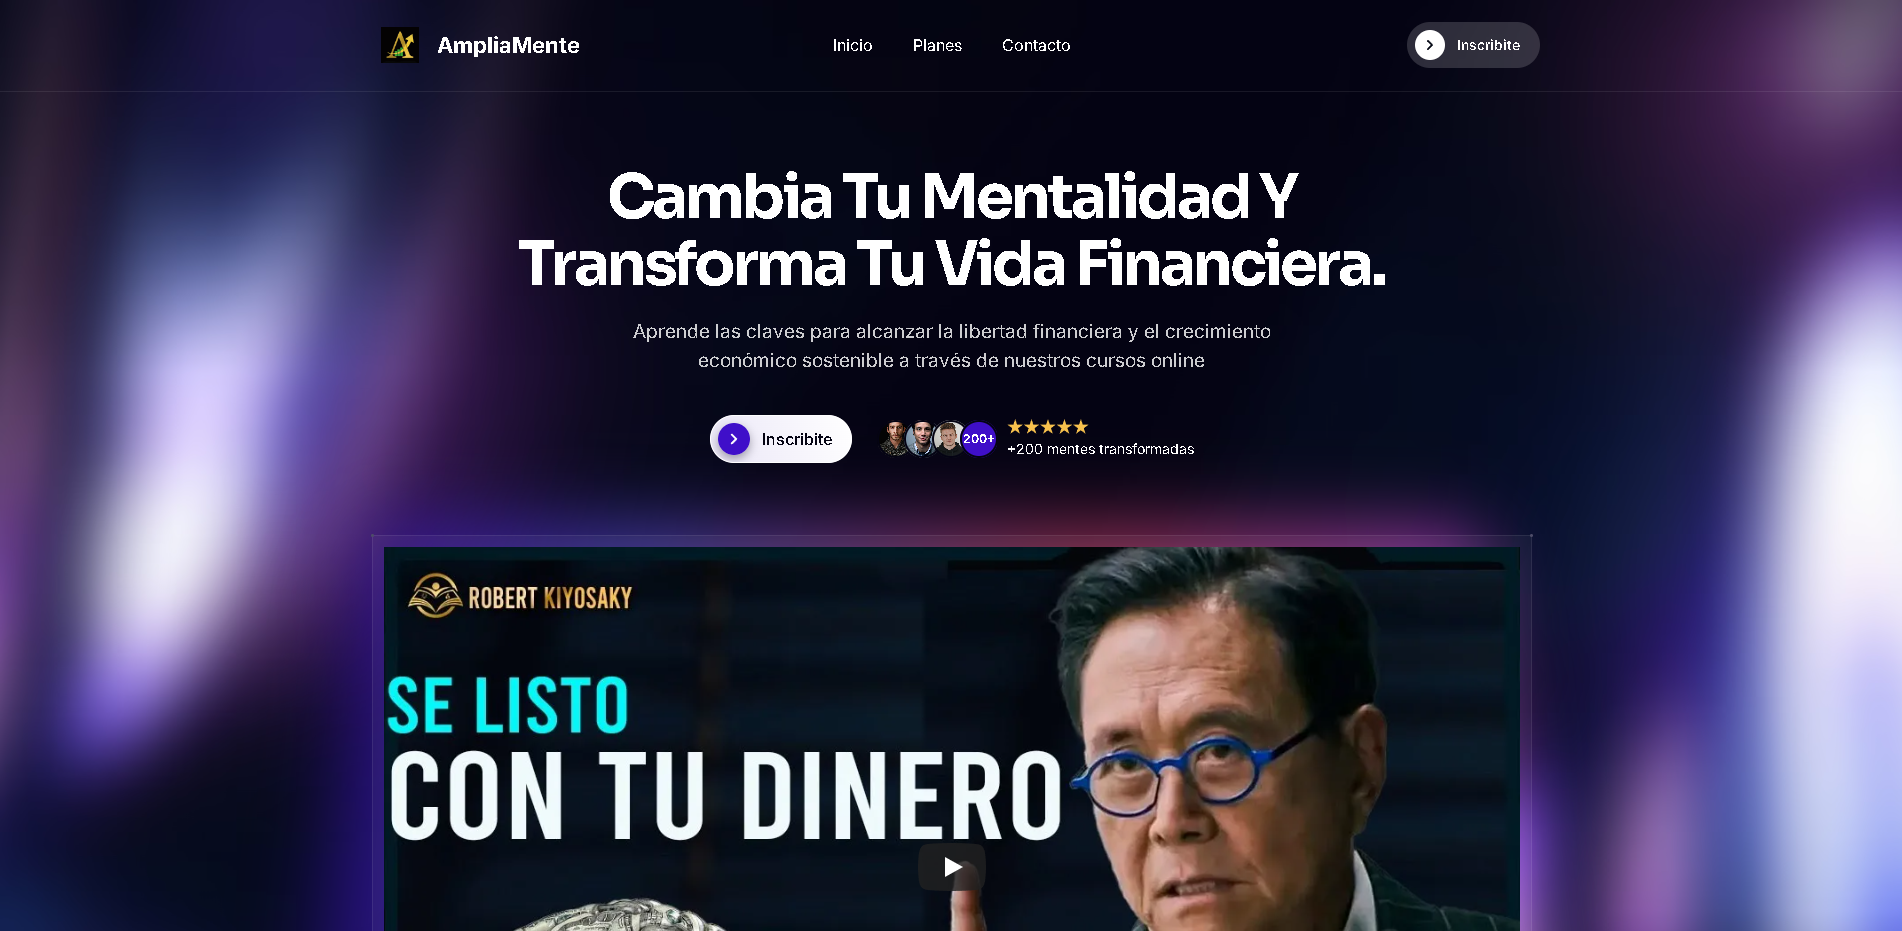 AmpliaMente
Inicio
Planes
Contacto
Inscribite
Cambia Tu Mentalidad Y
Transforma Tu Vida Financiera.
Aprende las claves para alcanzar la libertad financiera y el crecimiento
económico sostenible a través de nuestros cursos online
Inscribite
200+
+200 mentes transformadas
ROBERT KIYOSAKY
SE LISTO
CON TU DINERO